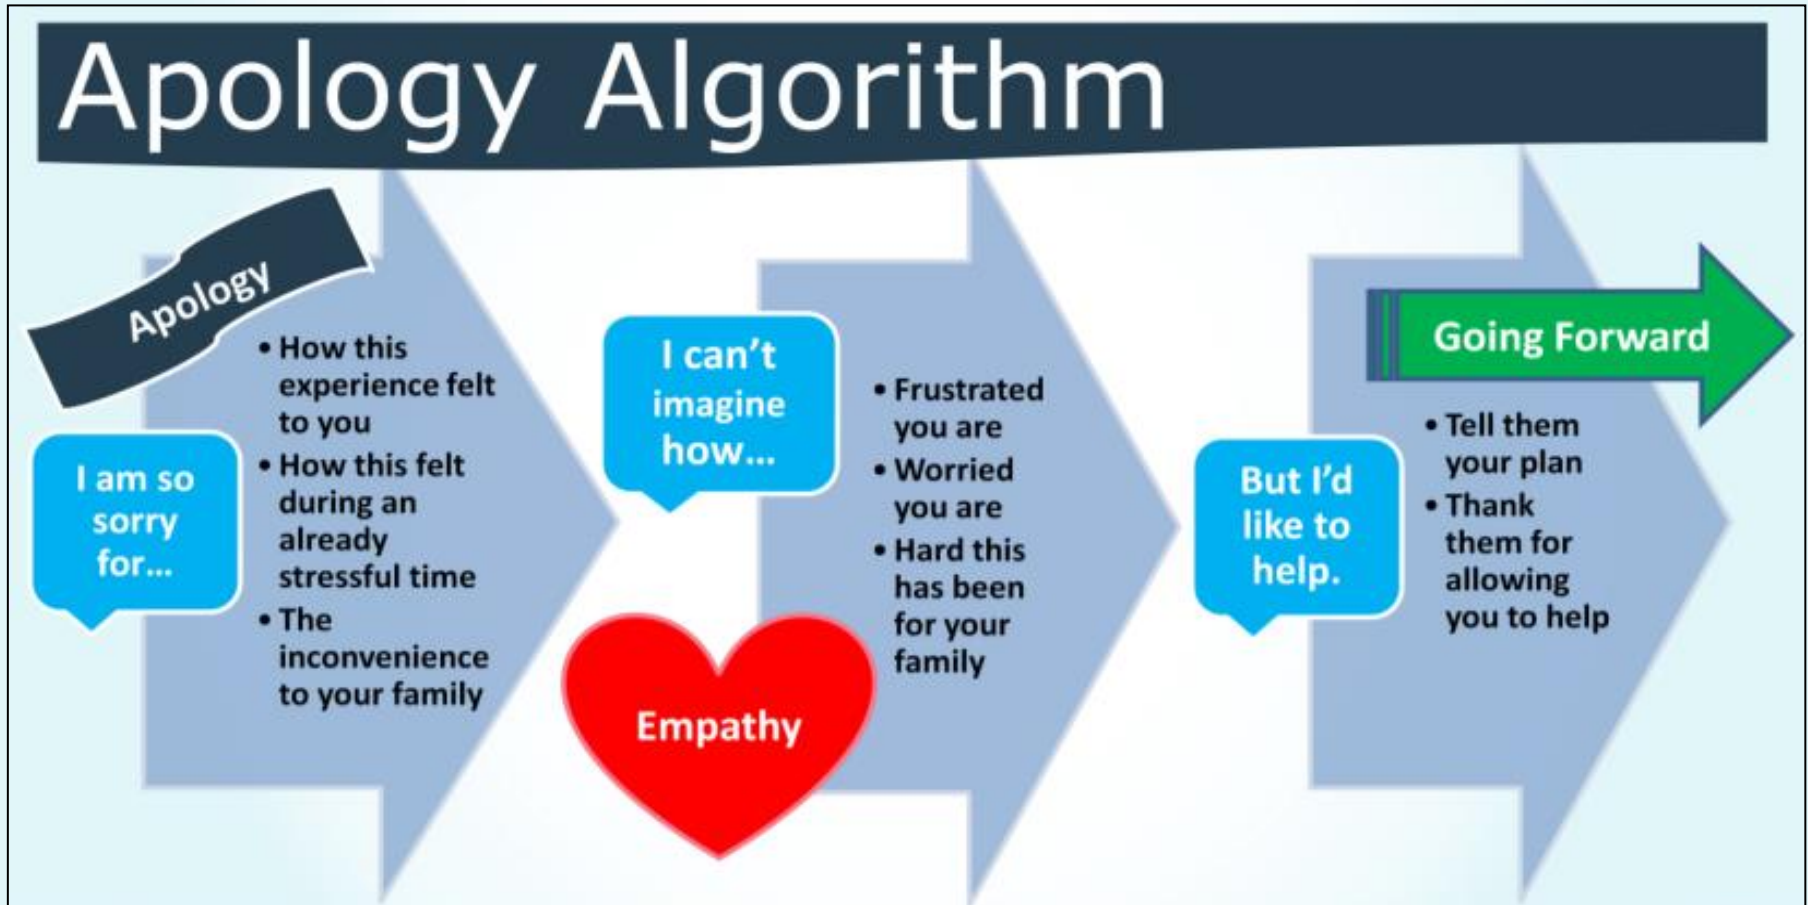 Apology Algorithm
Apology
I am so
sorry
for...
• How this
experience felt
to you
• How this felt
during an
already
stressful time
• The
inconvenience
to your family
I can't
imagine
how...
Empathy
• Frustrated
you are
• Worried
you are
• Hard this
has been
for your
family
But I'd
like to
help.
Going Forward
• Tell them
your plan
• Thank
them for
allowing
you to help